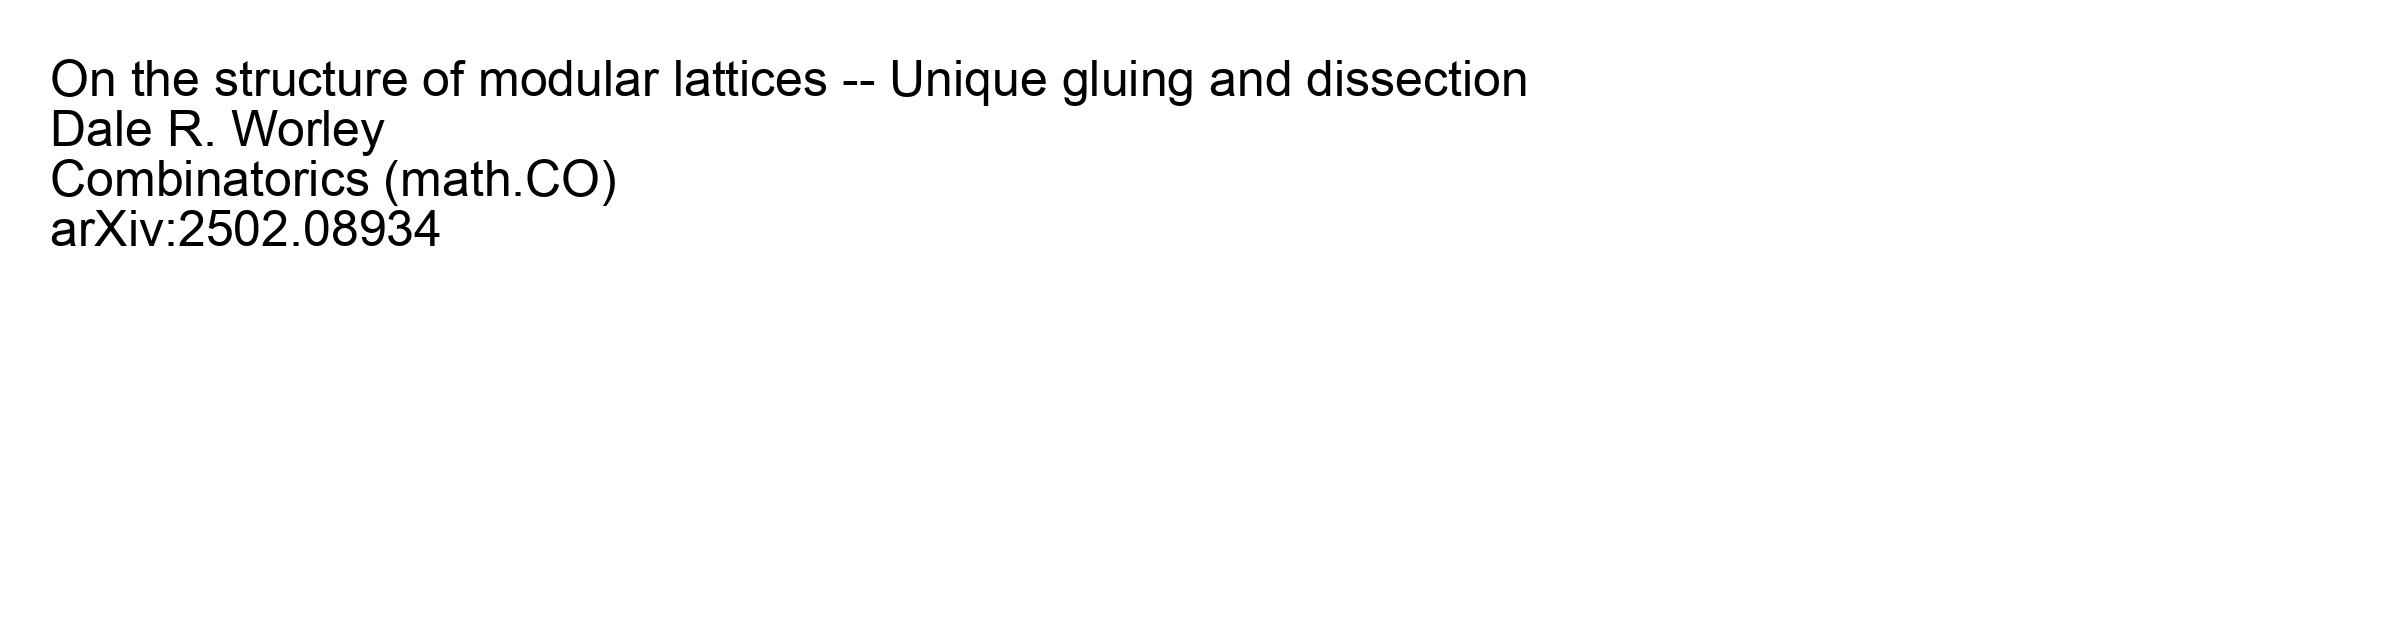 On the structure of modular lattices -- Unique gluing and dissection
Dale R. Worley
Combinatorics (math.CO)
arXiv:2502.08934